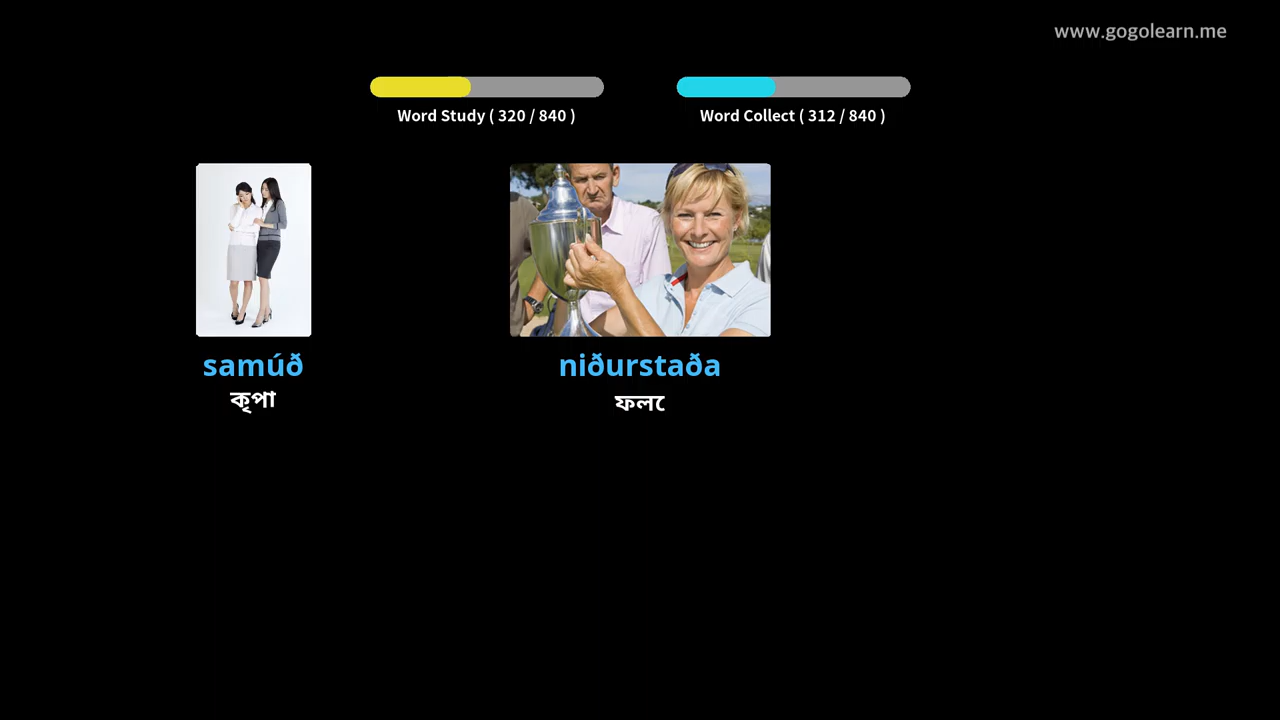 www.gogolearn.me
Word Study ( 320 / 840 )
Word Collect ( 312 / 840 )
samúð
niðurstaða
কৃপা
ফলে